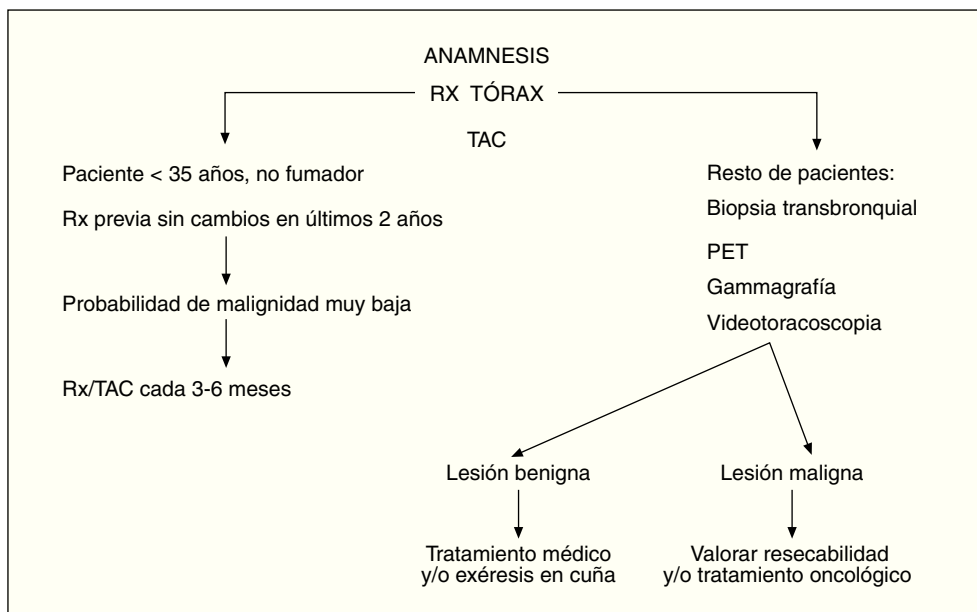 ANAMNESIS
RX TÓRAX
TAC
Paciente < 35 años, no fumador
Rx previa sin cambios en últimos 2 años
Probabilidad de malignidad muy baja
Rx/TAC cada 3-6 meses
Resto de pacientes:
Biopsia transbronquial
PET
Gammagrafía
Videotoracoscopia
Lesión benigna
Tratamiento médico
y/o exéresis en cuña
Lesión maligna
Valorar resecabilidad
y/o tratamiento oncológico